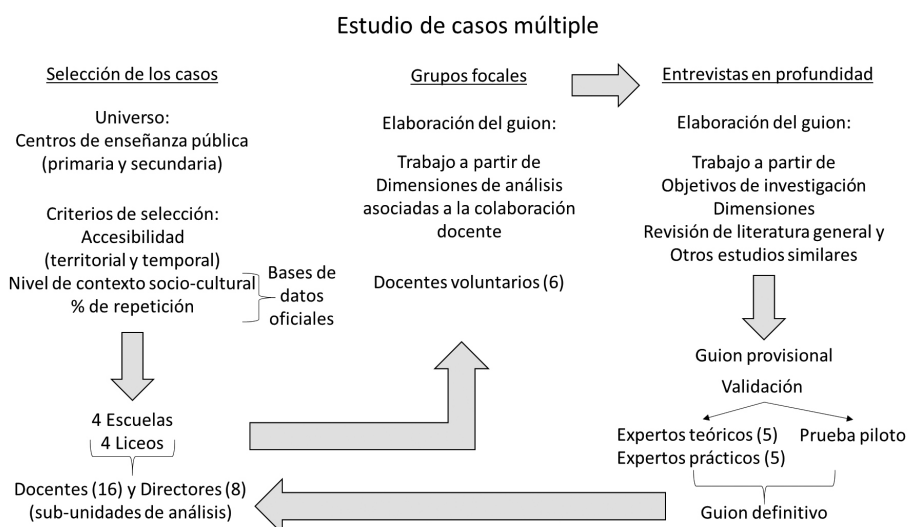 Estudio de casos múltiple
Selección de los casos
Universo:
Centros de enseñanza pública
(primaria y secundaria)
Criterios de selección:
Accesibilidad
(territorial y temporal)
Nivel de contexto socio-cultural
% de repetición
Bases de
datos
oficiales
4 Escuelas
4 Liceos
Docentes (16) y Directores (8)
(sub-unidades de análisis)
Grupos focales
Elaboración del guion:
Trabajo a partir de
Dimensiones de análisis
asociadas a la colaboración
docente
Docentes voluntarios (6)
Entrevistas en profundidad
Elaboración del guion:
Trabajo a partir de
Objetivos de investigación
Dimensiones
Revisión de literatura general y
Otros estudios similares
Guion provisional
Validación
Expertos teóricos (5)
Expertos prácticos (5)
Prueba piloto
Guion definitivo